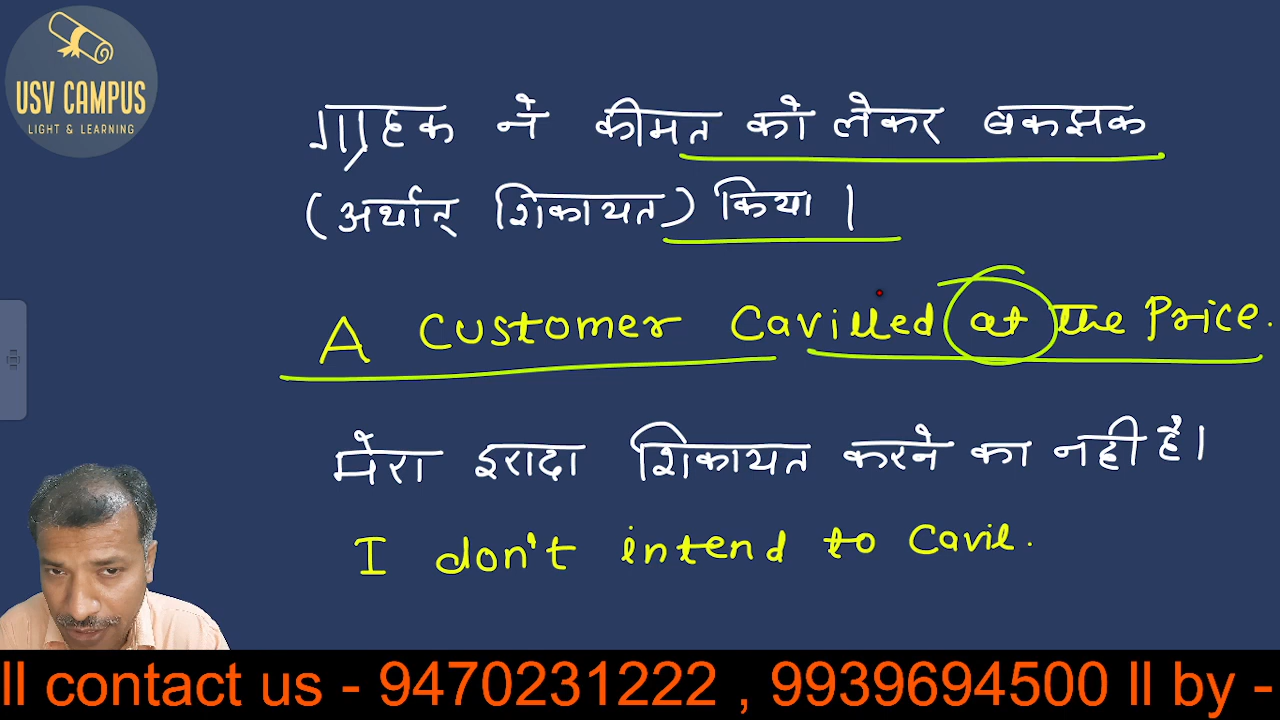 USV CAMPUS
LIGHT & LEARNING
ग्राहक ने कीमत को लेकर बकझक
(अर्थात् शिकायत) किया |
A Customer Cavilled at the Price.
मेरा इरादा शिकायत करने का नही है।
I don't intend to Cavil.
ll contact us - 9470231222 , 9939694500 ll by -